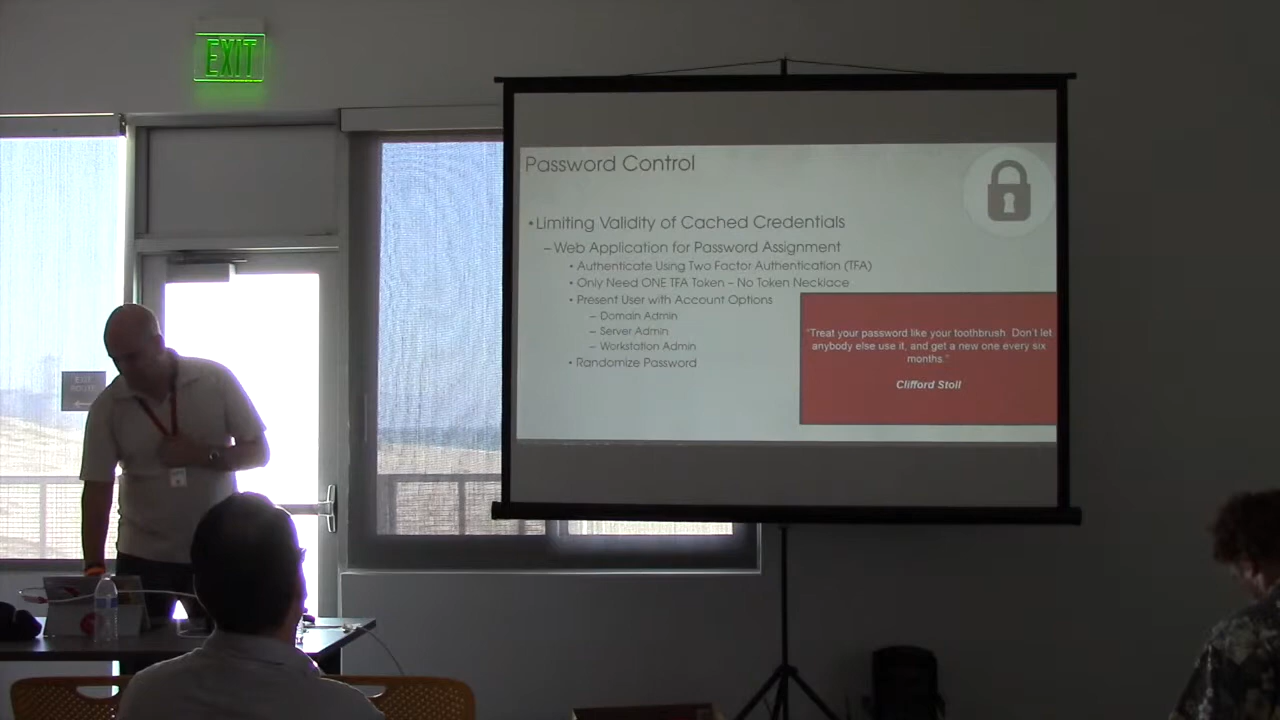 EXIT
Password Control
• Limiting Validity of Cached Credentials
– Web Application for Password Assignment
• Authenticate Using Two Factor Authentication (TFA)
• Only Need ONE TFA Token – No Token Necklace
• Present User with Account Options
– Domain Admin
– Server Admin
– Workstation Admin
• Randomize Password
"Treat your password like your toothbrush. Don't let
anybody else use it, and get a new one every six
months."
Clifford Stoll
EXIT
ROUTE